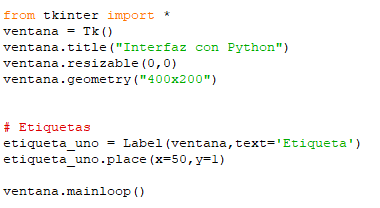 from tkinter import *
ventana = Tk()
ventana.title("Interfaz con Python")
ventana.resizable(0,0)
ventana.geometry("400x200")
# Etiquetas
etiqueta_uno = Label(ventana,text='Etiqueta')
etiqueta_uno.place(x=50,y=1)
ventana.mainloop()